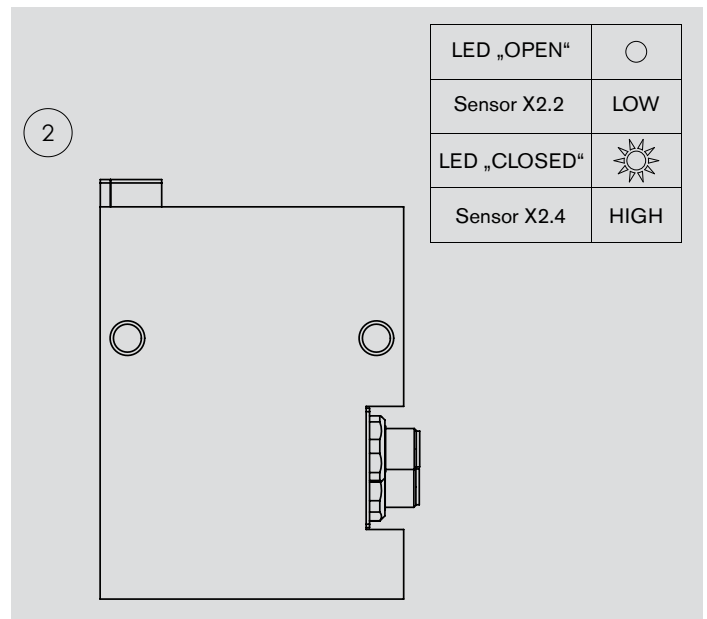 LED „OPEN“
Sensor X2.2 LOW
2
LED „CLOSED“
Sensor X2.4 HIGH